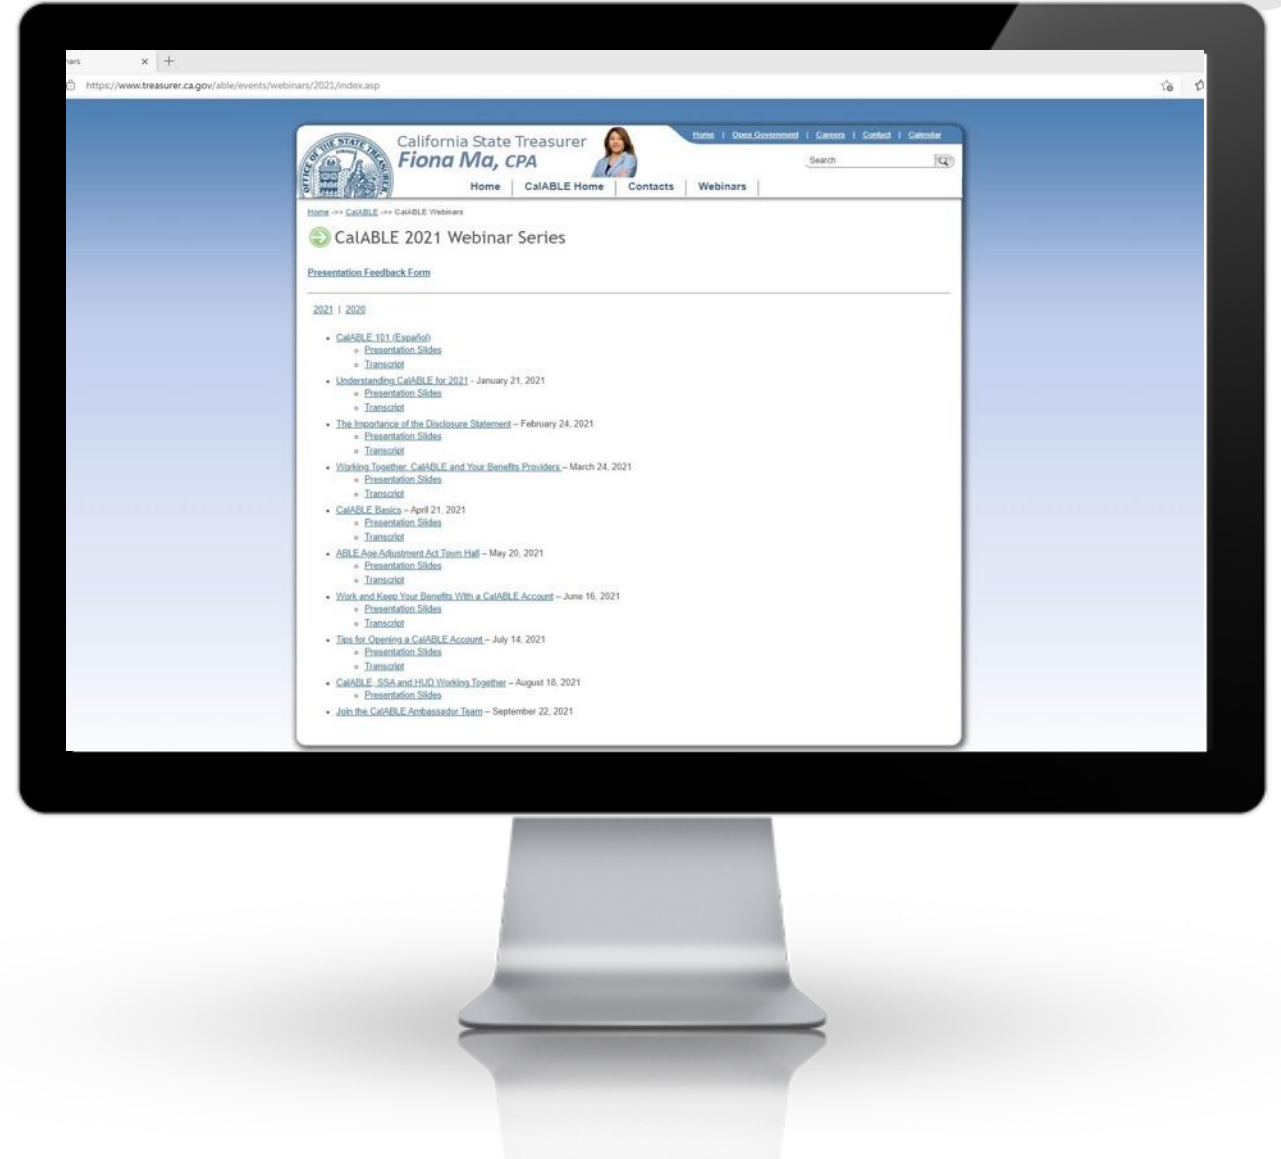 nars
https://www.treasurer.ca.gov/able/events/webinars/2021/index.asp
Home | Open Government | Careers | Contact | Calendar
California State Treasurer
Fiona Ma, CPA
Search
Home | CalABLE Home | Contacts | Webinars |
OFFICE OF THE STATE TREASURER
Home ->> CalABLE ->> CalABLE Webinars
CalABLE 2021 Webinar Series
Presentation Feedback Form
2021 | 2020
CalABLE 101 (Español)
Presentation Slides
Transcript
Understanding CalABLE for 2021 - January 21, 2021
Presentation Slides
Transcript
The Importance of the Disclosure Statement – February 24, 2021
Presentation Slides
Transcript
Working Together: CalABLE and Your Benefits Providers – March 24, 2021
Presentation Slides
Transcript
CalABLE Basics – April 21, 2021
Presentation Slides
Transcript
ABLE Age Adjustment Act Town Hall – May 20, 2021
Presentation Slides
Transcript
Work and Keep Your Benefits With a CalABLE Account – June 16, 2021
Presentation Slides
Transcript
Tips for Opening a CalABLE Account – July 14, 2021
Presentation Slides
Transcript
CalABLE, SSA and HUD Working Together – August 18, 2021
Presentation Slides
Join the CalABLE Ambassador Team – September 22, 2021